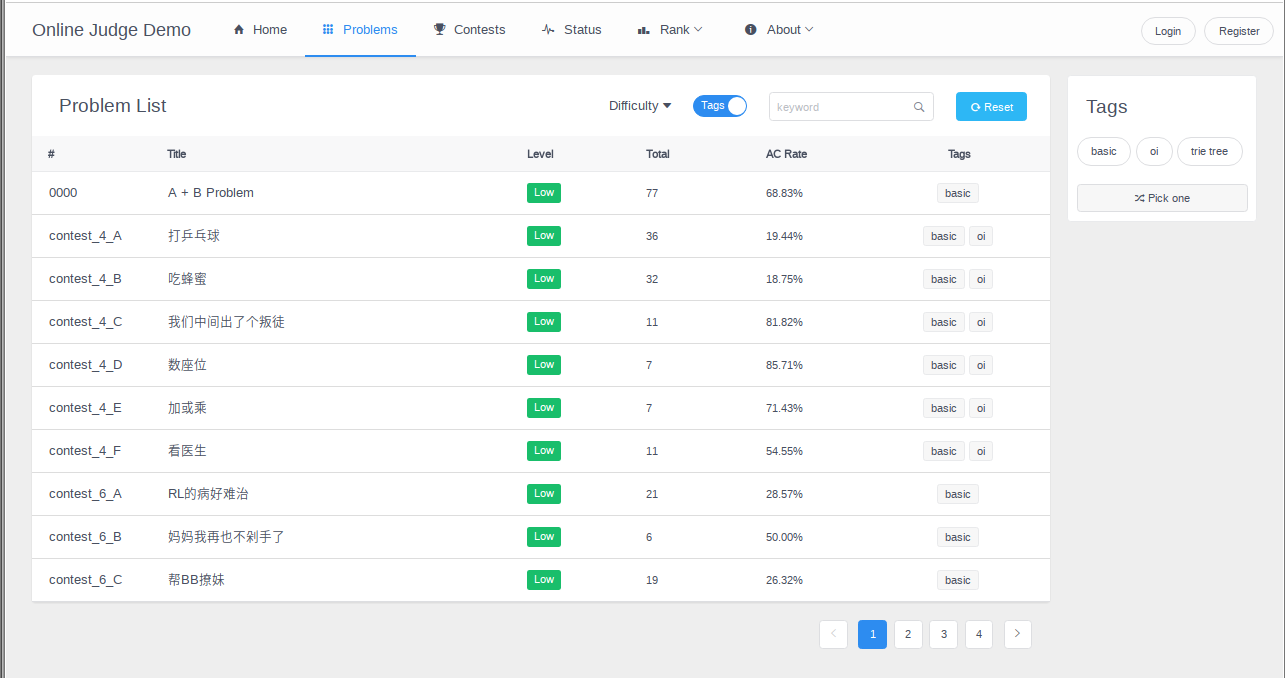 Online Judge Demo Home Problems Contests Status Rank About Login Register
Problem List Difficulty Tags keyword Reset
# Title Level Total AC Rate Tags
0000 A + B Problem Low 77 68.83% basic
contest_4_A 打乒乓球 Low 36 19.44% basic oi
contest_4_B 吃蜂蜜 Low 32 18.75% basic oi
contest_4_C 我们中间出了个叛徒 Low 11 81.82% basic oi
contest_4_D 数座位 Low 7 85.71% basic oi
contest_4_E 加或乘 Low 7 71.43% basic oi
contest_4_F 看医生 Low 11 54.55% basic oi
contest_6_A RL的病好难治 Low 21 28.57% basic
contest_6_B 妈妈我再也不剁手了 Low 6 50.00% basic
contest_6_C 帮BB撩妹 Low 19 26.32% basic
1 2 3 4
Tags
basic oi trie tree
Pick one